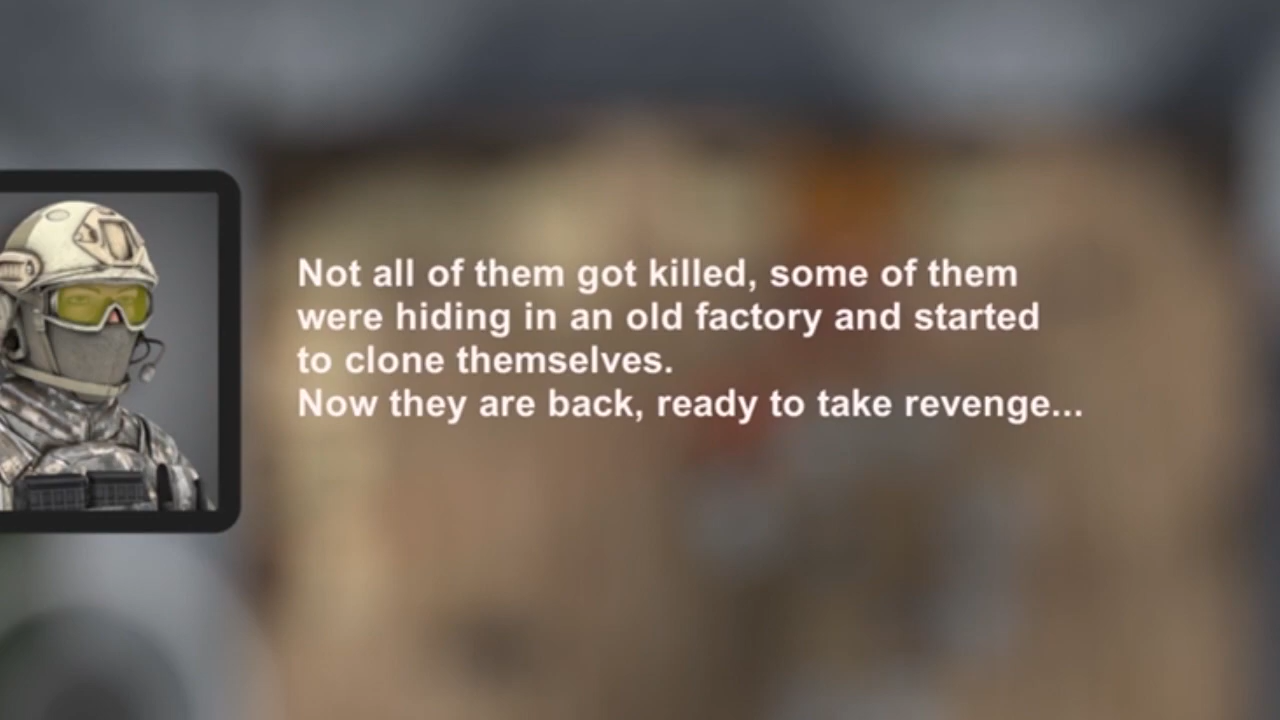 Not all of them got killed, some of them
were hiding in an old factory and started
to clone themselves.
Now they are back, ready to take revenge...